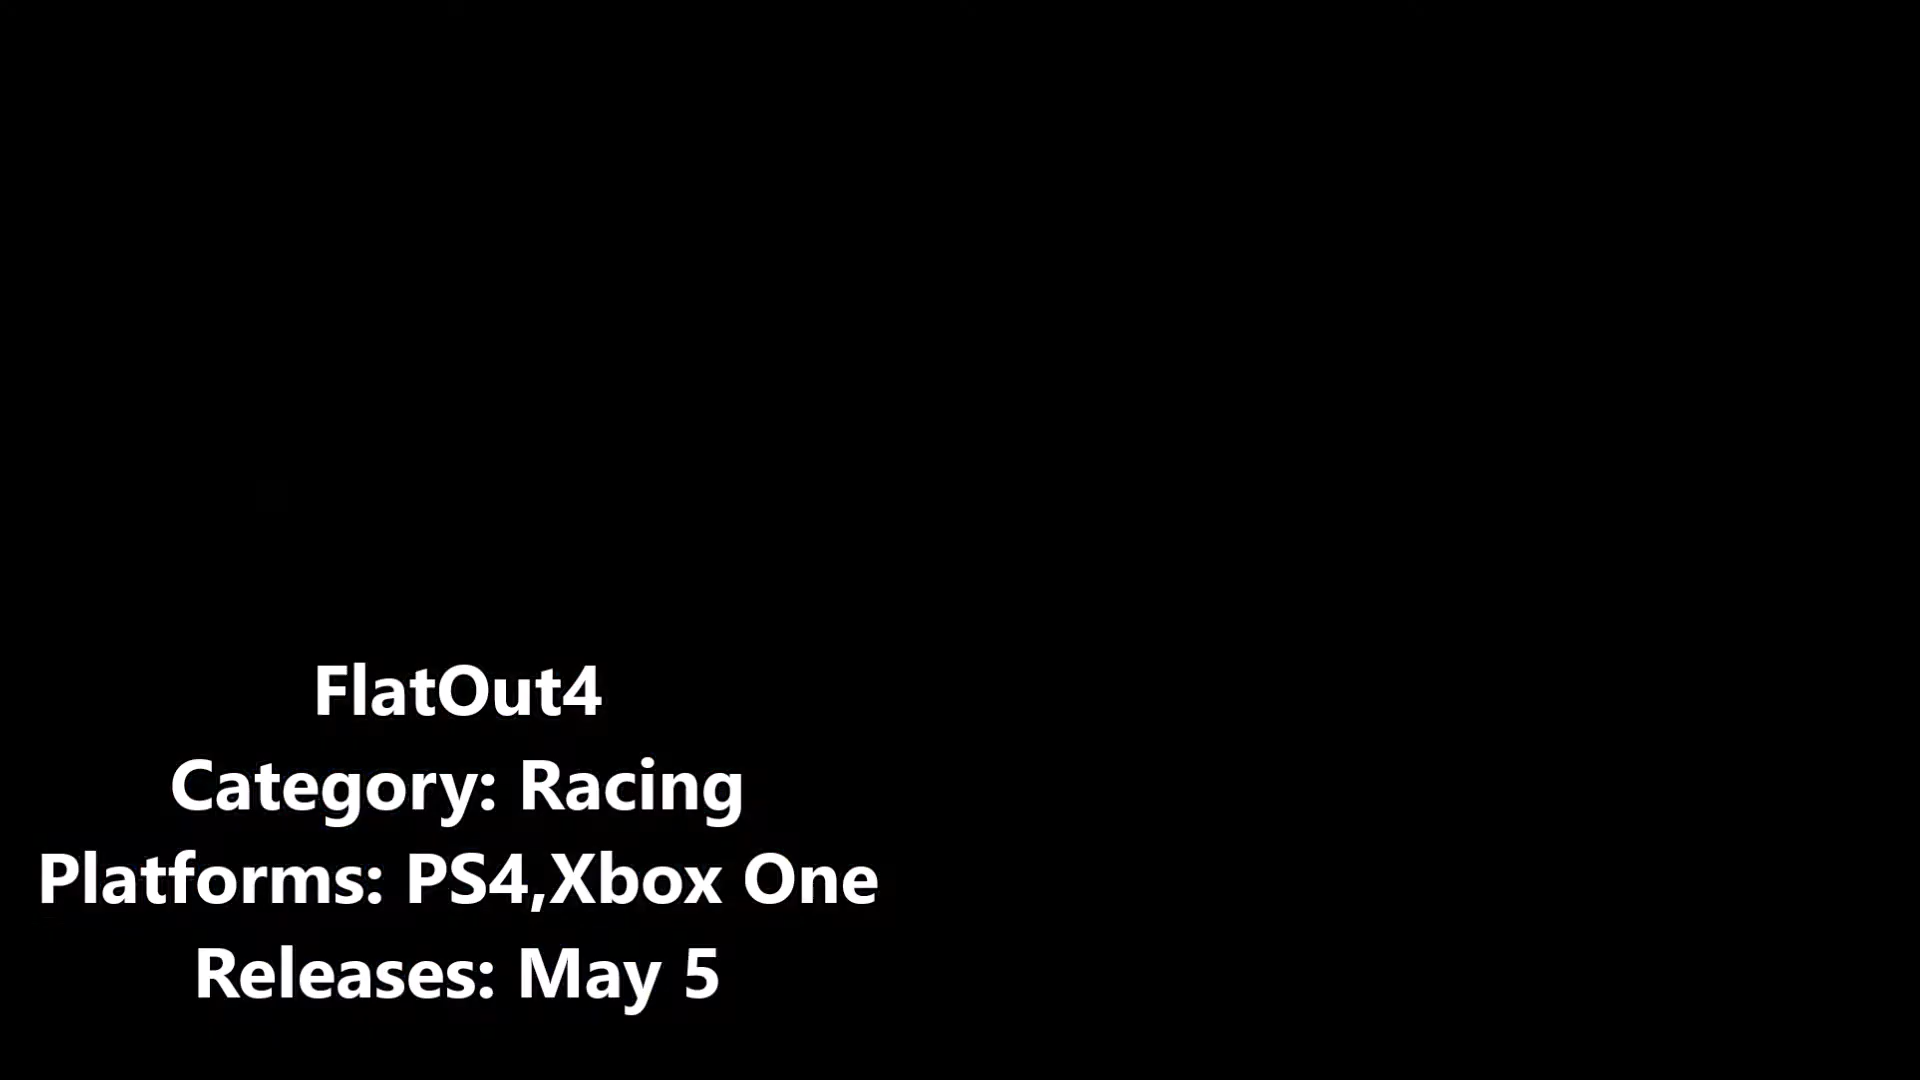 FlatOut4
Category: Racing
Platforms: PS4,Xbox One
Releases: May 5